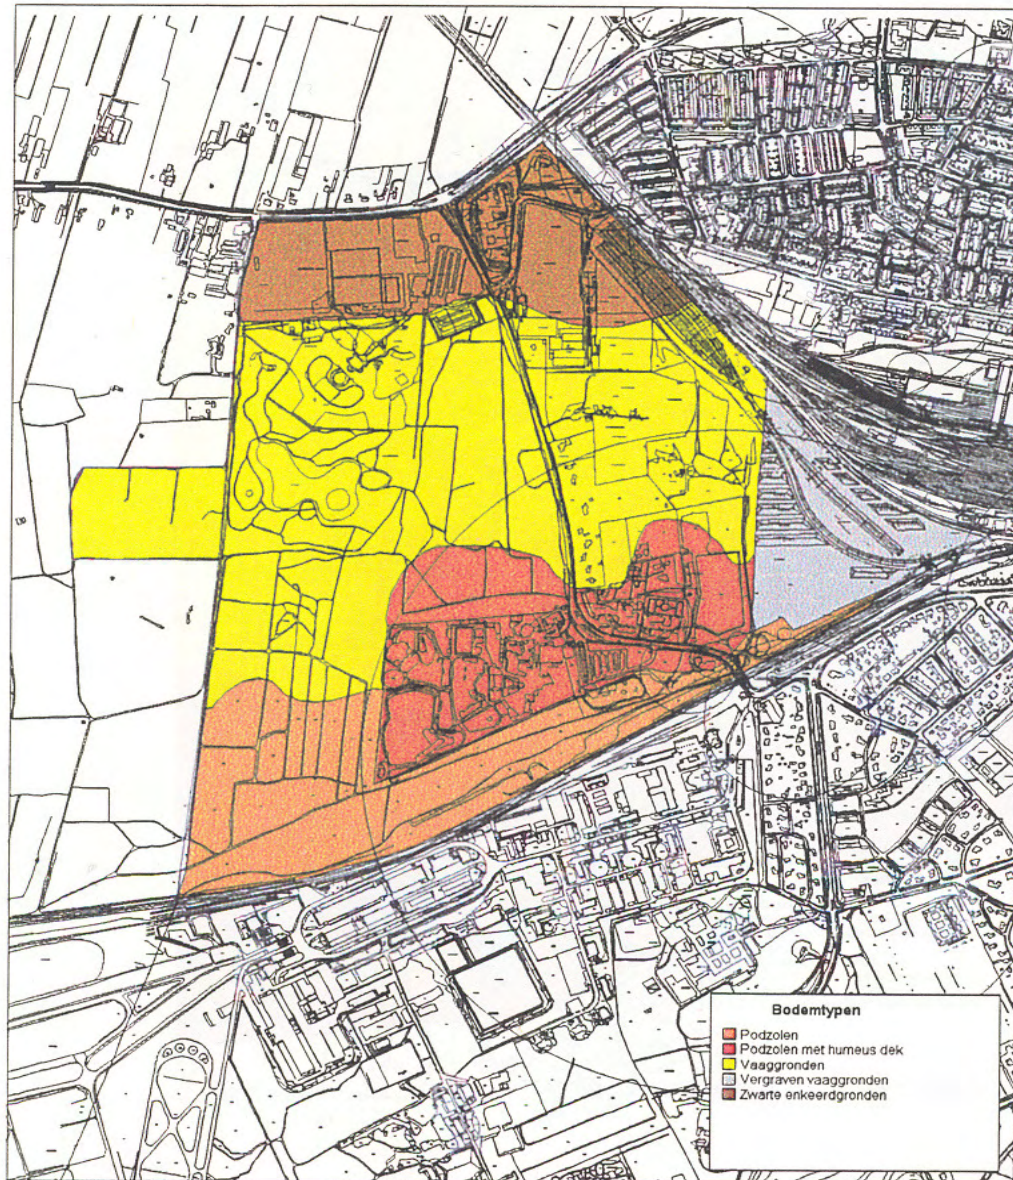 Bodemtypen
Podzolen
Podzolen met humeus dek
Vaaggronden
Vergraven vaaggronden
Zwarte enkeerdgronden